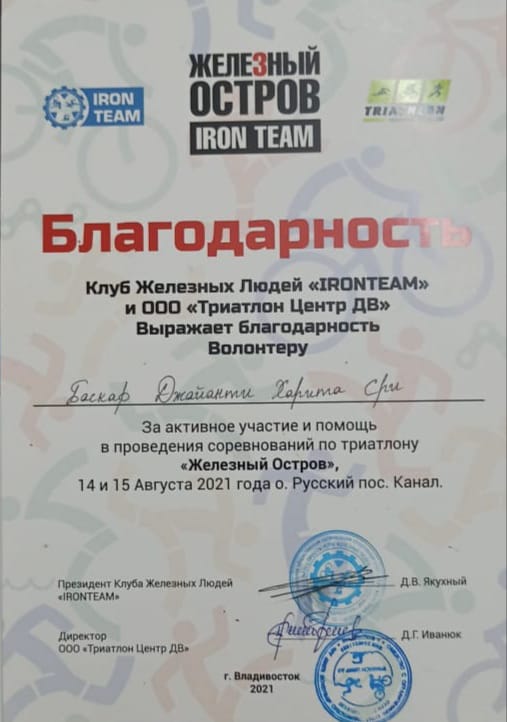 IRON
TEAM
ЖЕЛЕЗНЫЙ
ОСТРОВ
IRON TEAM
TRIATHLON
Благодарность
Клуб Железных Людей «IRONTEAM»
и ООО «Триатлон Центр ДВ»
Выражает благодарность
Волонтеру
Баскар Джайанти Харита Сри
За активное участие и помощь
в проведения соревнований по триатлону
«Железный Остров»,
14 и 15 Августа 2021 года о. Русский пос. Канал.
Президент Клуба Железных Людей
«IRONTEAM»
Д.В. Якухный
Директор
ООО «Триатлон Центр ДВ»
Д.Г. Иванюк
г. Владивосток
2021